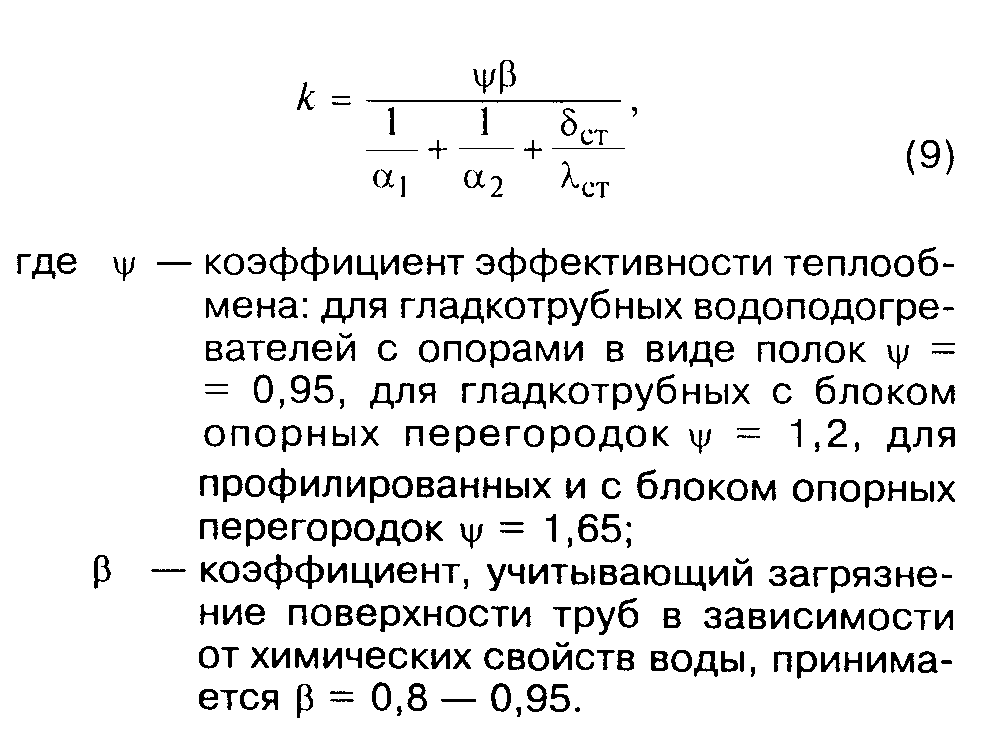 k = ψβ / (1/α₁ + 1/α₂ + δст/λст),
(9)
где ψ — коэффициент эффективности теплооб-
мена: для гладкотрубных водоподогре-
вателей с опорами в виде полок ψ =
= 0,95, для гладкотрубных с блоком
опорных перегородок ψ = 1,2, для
профилированных и с блоком опорных
перегородок ψ = 1,65;
β — коэффициент, учитывающий загрязне-
ние поверхности труб в зависимости
от химических свойств воды, принима-
ется β = 0,8 — 0,95.